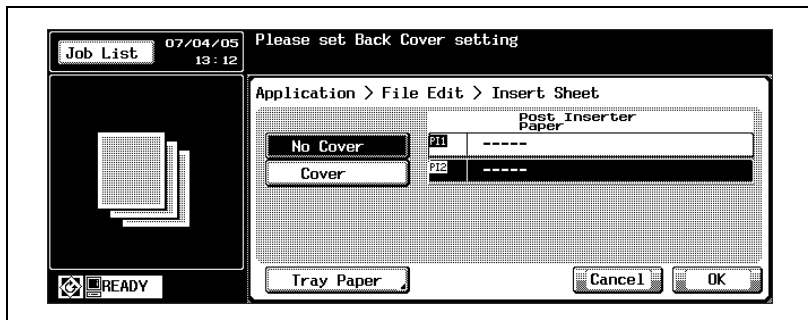 Job List
07/04/05
13:12
Please set Back Cover setting
Application > File Edit > Insert Sheet
Post Inserter
Paper
No Cover
PI1 -----
Cover
PI2 -----
Tray Paper
Cancel
OK
READY